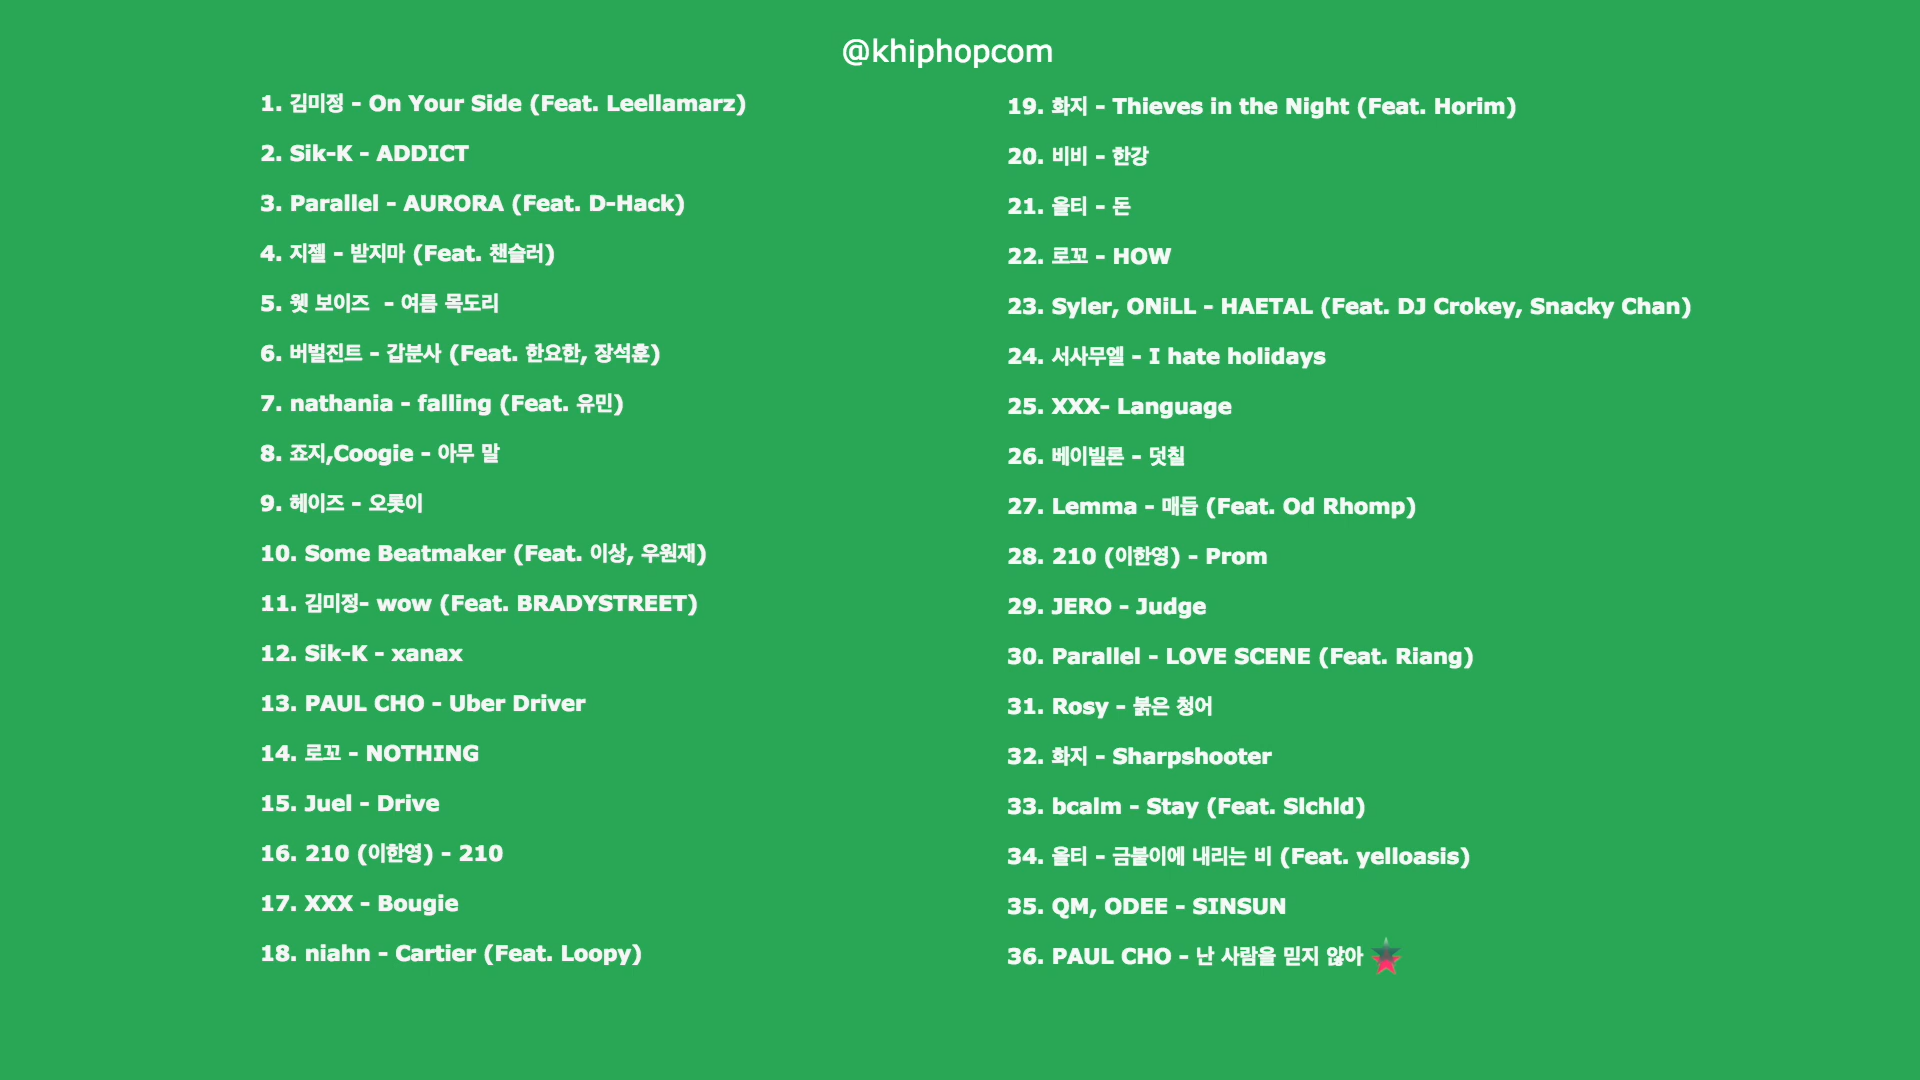 @khiphopcom
1. 김미정 - On Your Side (Feat. Leellamarz)
2. Sik-K - ADDICT
3. Parallel - AURORA (Feat. D-Hack)
4. 지젤 - 받지마 (Feat. 챈슬러)
5. 웻 보이즈  - 여름 목도리
6. 버벌진트 - 갑분사 (Feat. 한요한, 장석훈)
7. nathania - falling (Feat. 유민)
8. 죠지,Coogie - 아무 말
9. 헤이즈 - 오롯이
10. Some Beatmaker (Feat. 이상, 우원재)
11. 김미정- wow (Feat. BRADYSTREET)
12. Sik-K - xanax
13. PAUL CHO - Uber Driver
14. 로꼬 - NOTHING
15. Juel - Drive
16. 210 (이한영) - 210
17. XXX - Bougie
18. niahn - Cartier (Feat. Loopy)
19. 화지 - Thieves in the Night (Feat. Horim)
20. 비비 - 한강
21. 올티 - 돈
22. 로꼬 - HOW
23. Syler, ONiLL - HAETAL (Feat. DJ Crokey, Snacky Chan)
24. 서사무엘 - I hate holidays
25. XXX- Language
26. 베이빌론 - 덧칠
27. Lemma - 매듭 (Feat. Od Rhomp)
28. 210 (이한영) - Prom
29. JERO - Judge
30. Parallel - LOVE SCENE (Feat. Riang)
31. Rosy - 붉은 청어
32. 화지 - Sharpshooter
33. bcalm - Stay (Feat. Slchld)
34. 올티 - 금붙이에 내리는 비 (Feat. yelloasis)
35. QM, ODEE - SINSUN
36. PAUL CHO - 난 사람을 믿지 않아